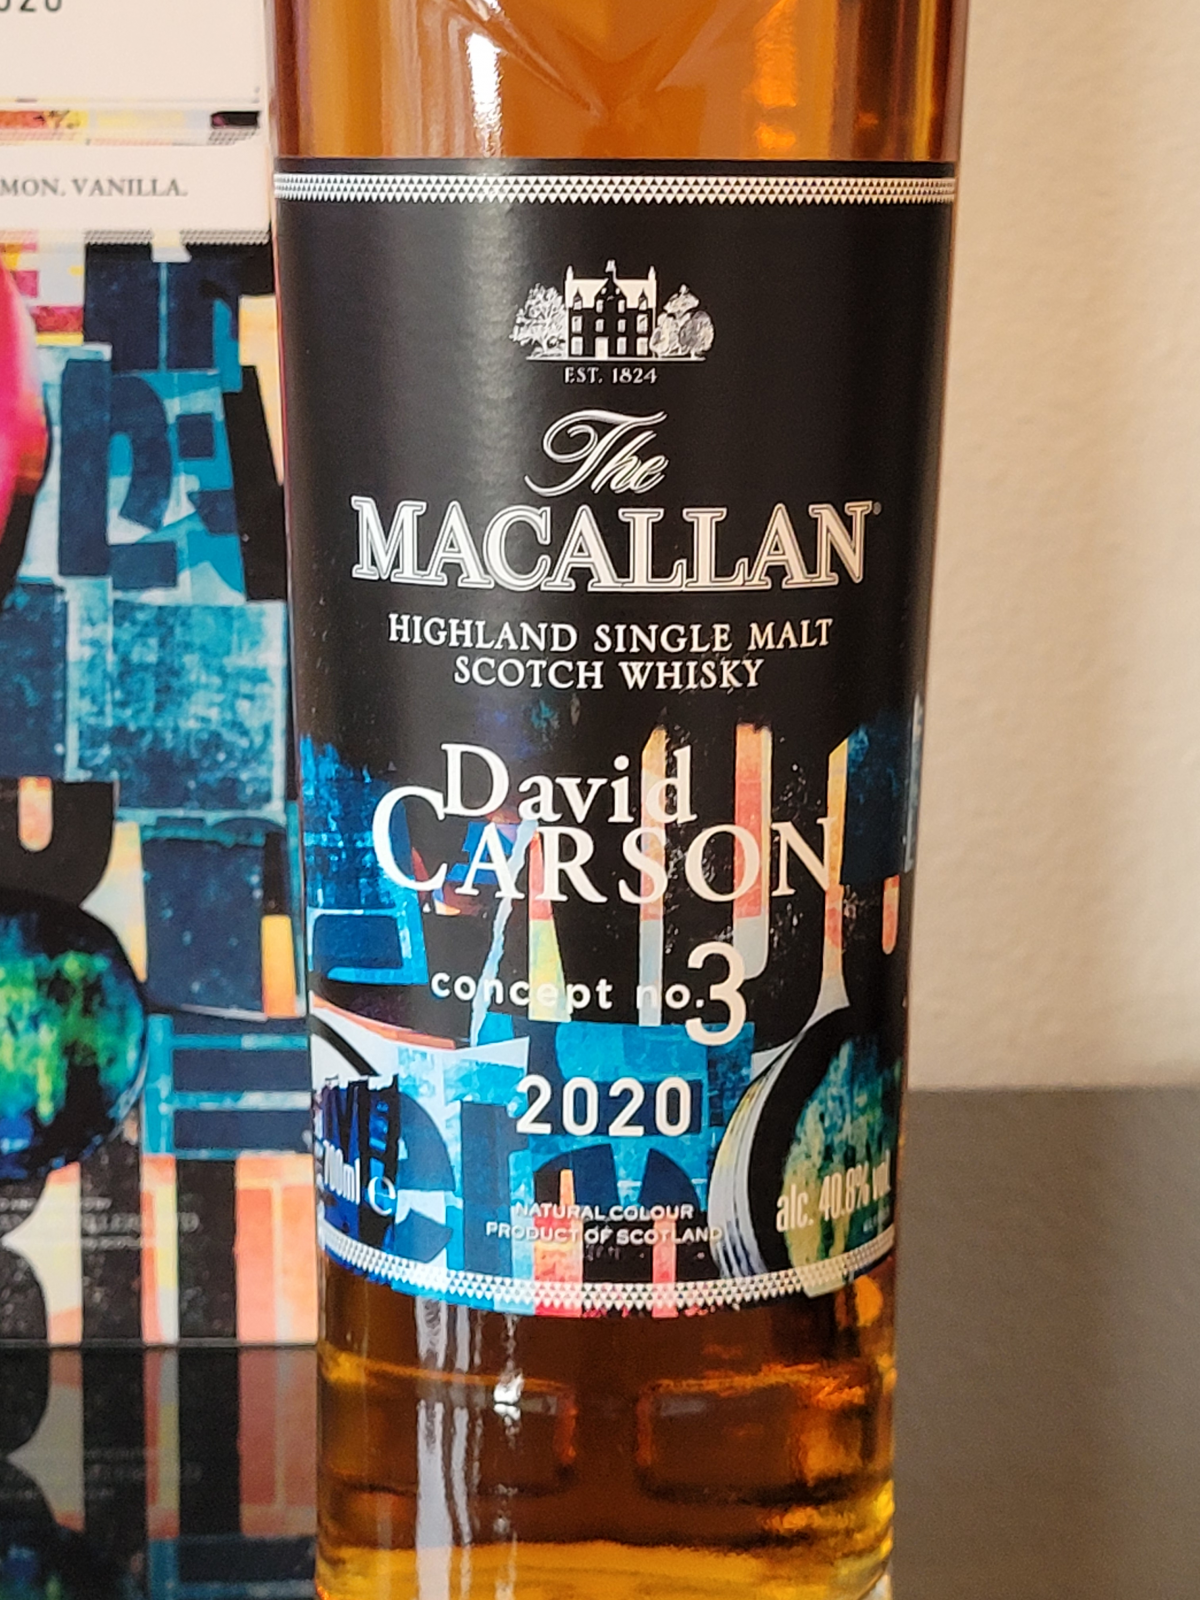 2020
MON. VANILLA.
EST. 1824
The
MACALLAN®
HIGHLAND SINGLE MALT
SCOTCH WHISKY
David
CARSON
concept no.3
2020
700ml e
alc. 40.8% vol
NATURAL COLOUR
PRODUCT OF SCOTLAND